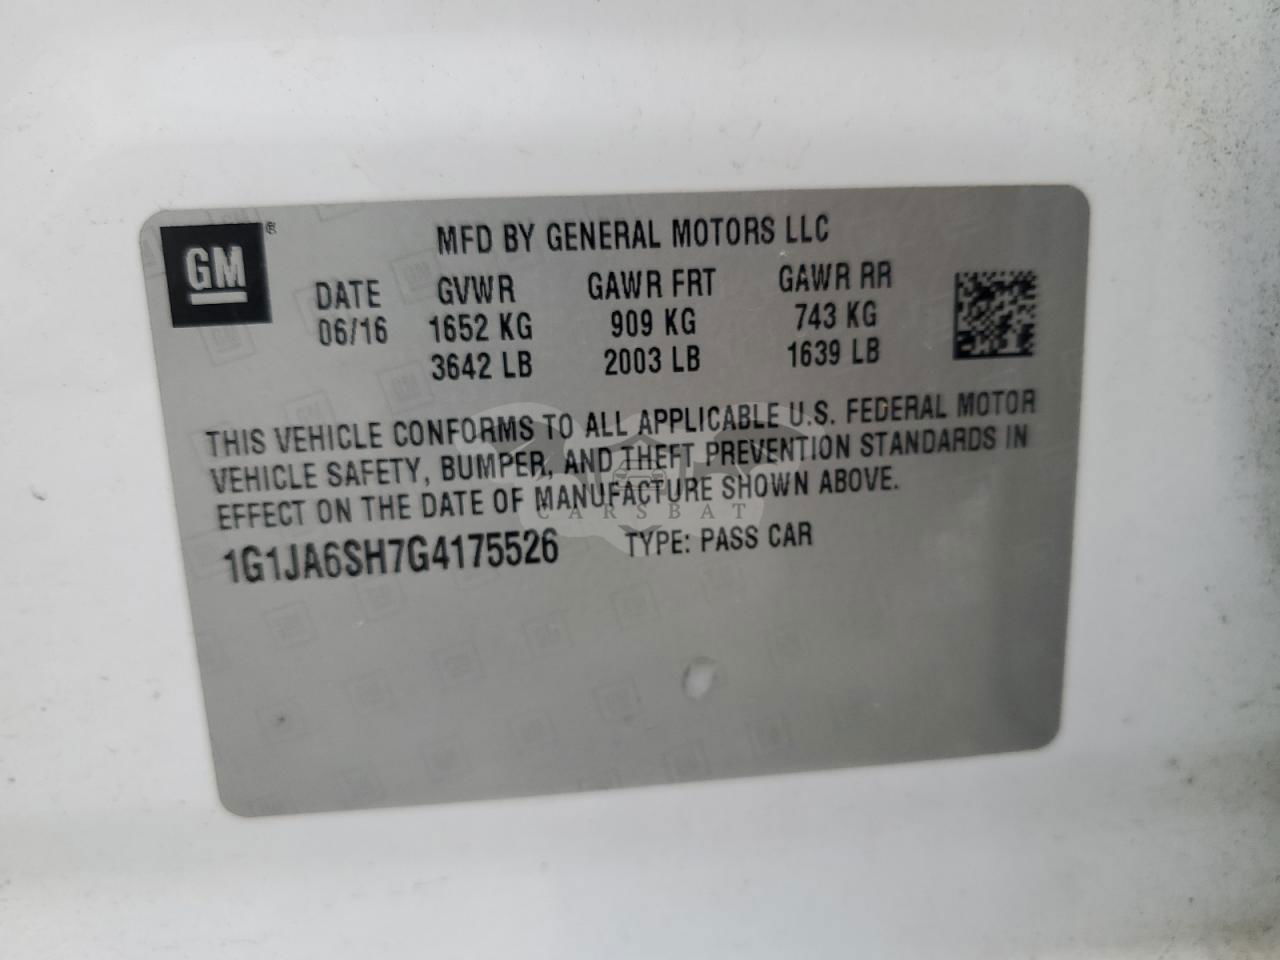 GM ®
MFD BY GENERAL MOTORS LLC
DATE GVWR GAWR FRT GAWR RR
06/16 1652 KG 909 KG 743 KG
3642 LB 2003 LB 1639 LB
THIS VEHICLE CONFORMS TO ALL APPLICABLE U.S. FEDERAL MOTOR
VEHICLE SAFETY, BUMPER, AND THEFT PREVENTION STANDARDS IN
EFFECT ON THE DATE OF MANUFACTURE SHOWN ABOVE.
CARSBAT
1G1JA6SH7G4175526 TYPE: PASS CAR